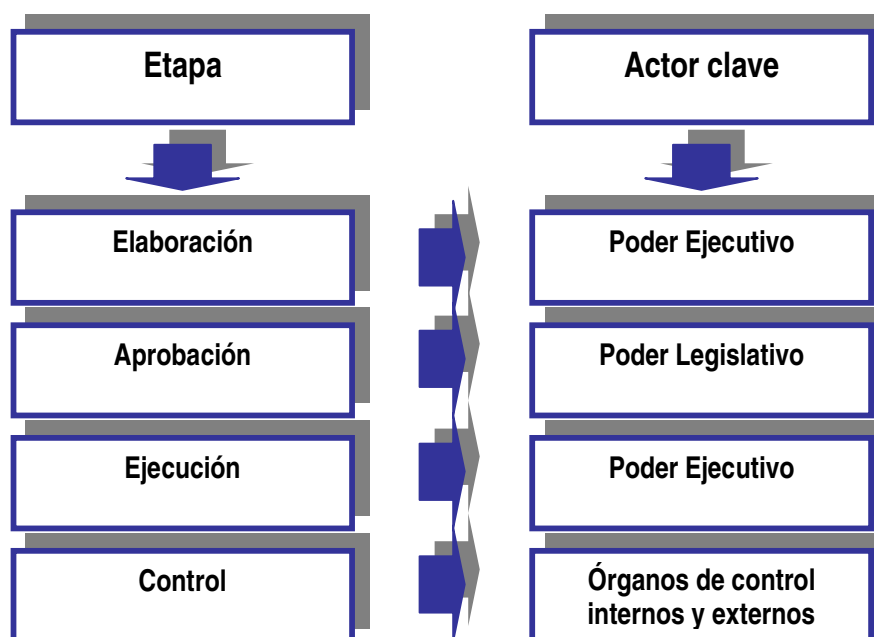 Etapa
Actor clave
Elaboración
Poder Ejecutivo
Aprobación
Poder Legislativo
Ejecución
Poder Ejecutivo
Control
Órganos de control
internos y externos